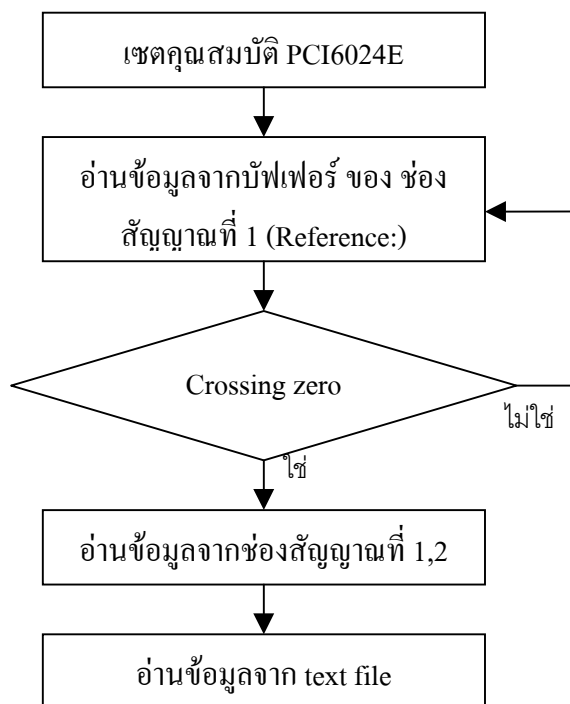 เซตคุณสมบัติ PCI6024E
อ่านข้อมูลจากบัฟเฟอร์ ของ ช่อง
สัญญาณที่ 1 (Reference:)
Crossing zero
ไม่ใช่
ใช่
อ่านข้อมูลจากช่องสัญญาณที่ 1,2
อ่านข้อมูลจาก text file